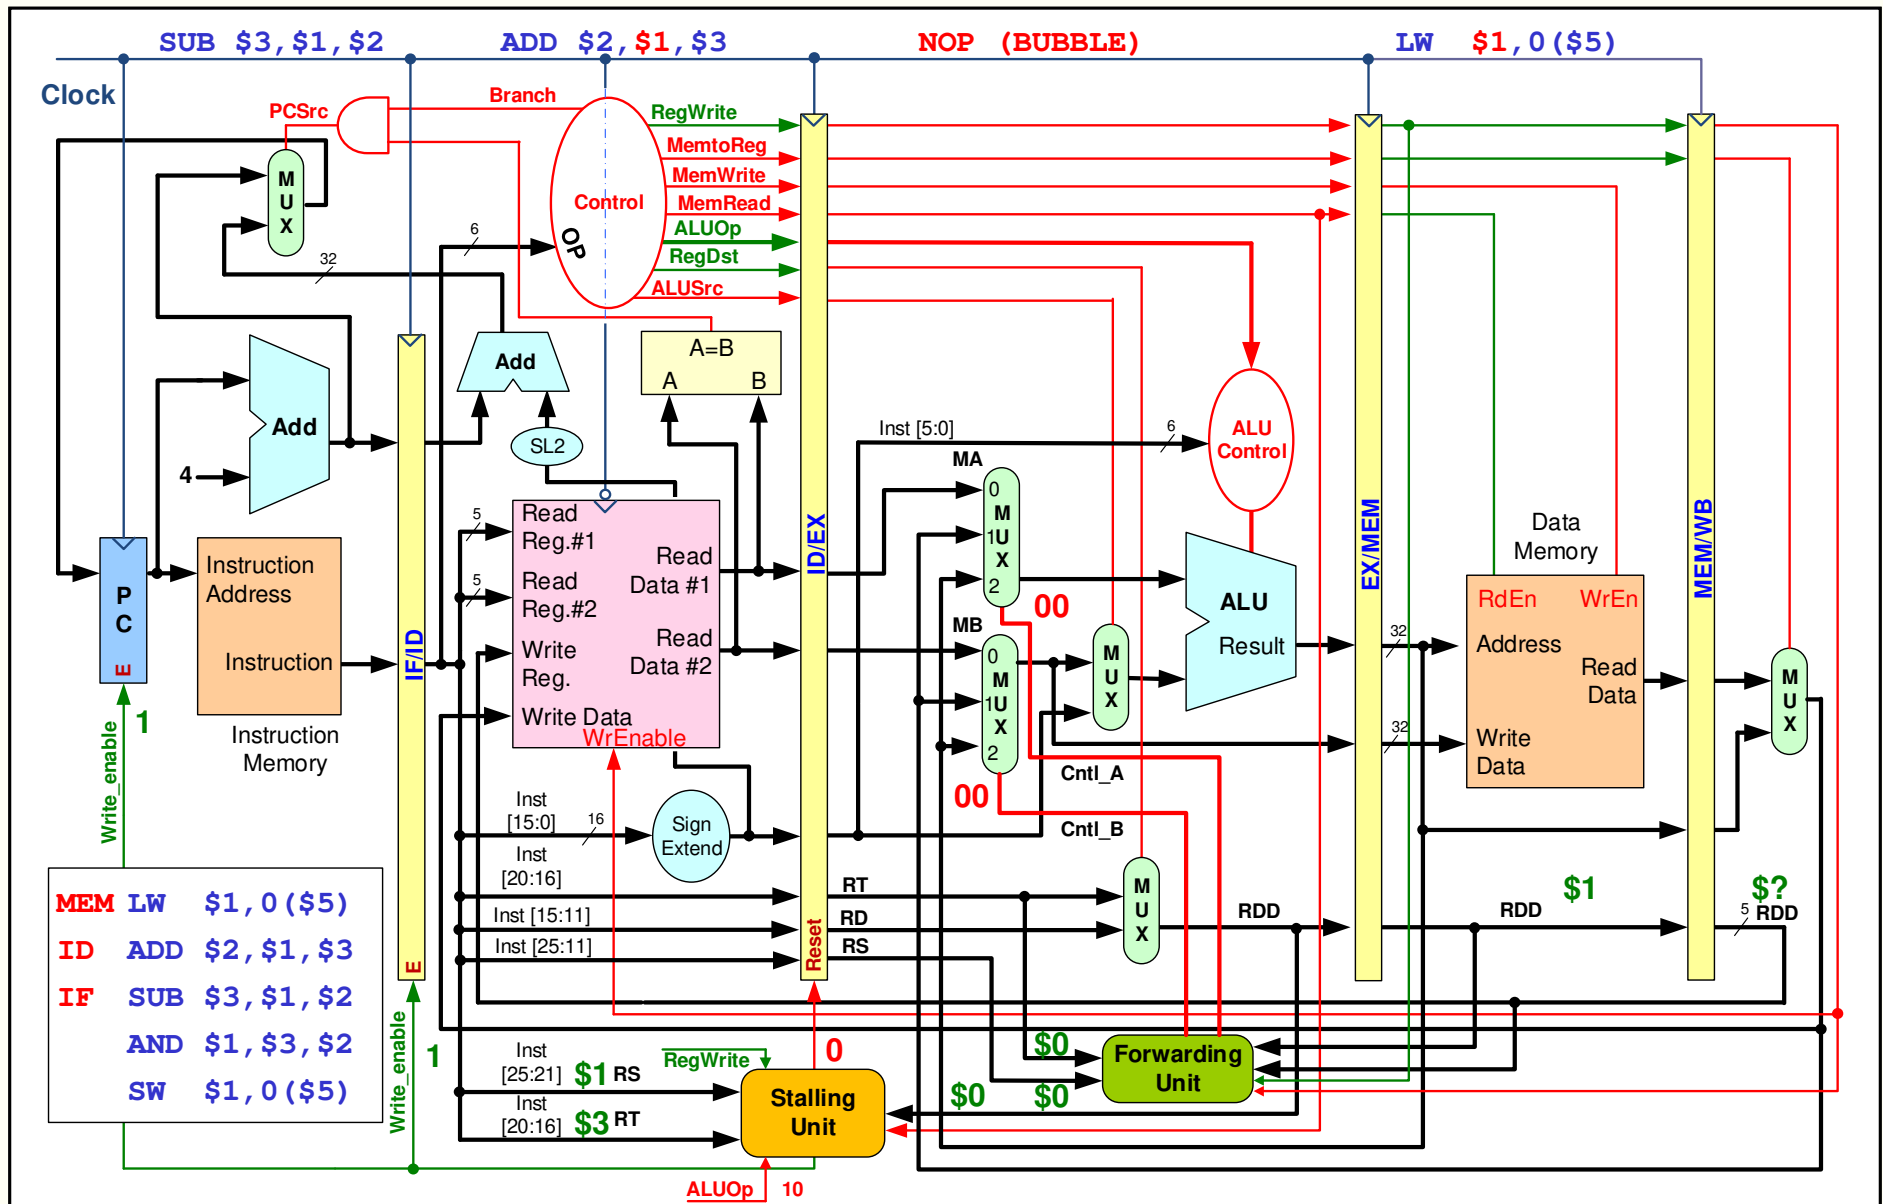 SUB $3,$1,$2
ADD $2,$1,$3
NOP (BUBBLE)
LW $1,0($5)
Clock
PCSrc
Branch
RegWrite
MemtoReg
MemWrite
MemRead
ALUOp
RegDst
ALUSrc
Control
OP
6
M
U
X
32
Add
4
Add
SL2
A=B
A
B
Inst [5:0]
6
ALU
Control
P
C
E
Instruction
Address
Instruction
Instruction
Memory
IF/ID
E
5
Read
Reg.#1
5
Read
Reg.#2
Write
Reg.
Write Data
WrEnable
Read
Data #1
Read
Data #2
ID/EX
Reset
MA
0
M
1U
X
2
00
MB
0
M
1U
X
2
00
M
U
X
ALU
Result
Cntl_A
Cntl_B
EX/MEM
32
32
Data
Memory
RdEn
WrEn
Address
Read
Data
Write
Data
MEM/WB
M
U
X
Write_enable
1
Inst
[15:0]
16
Sign
Extend
Inst
[20:16]
Inst [15:11]
Inst [25:11]
RT
RD
RS
M
U
X
RDD
RDD
$1
$?
5
RDD
MEM LW $1,0($5)
ID ADD $2,$1,$3
IF SUB $3,$1,$2
AND $1,$3,$2
SW $1,0($5)
Write_enable
1
Inst
[25:21]
$1 RS
Inst
[20:16]
$3 RT
RegWrite
0
Stalling
Unit
ALUOp 10
$0
$0
$0
Forwarding
Unit